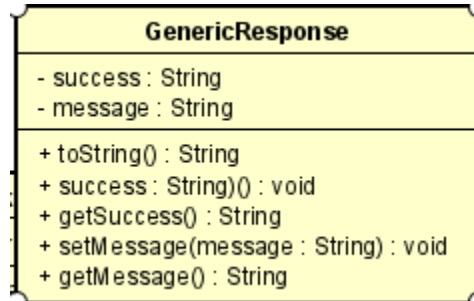 GenericResponse
- success : String
- message : String
+ toString() : String
+ success : String)() : void
+ getSuccess() : String
+ setMessage(message : String) : void
+ getMessage() : String